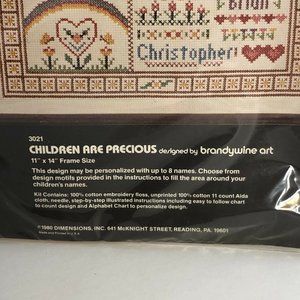 Brian
Christopher
3021
CHILDREN ARE PRECIOUS designed by brandywine art
11" x 14" Frame Size
This design may be personalized with up to 8 names. Choose from
design motifs provided in the instructions to fill the area around your
children's names.
Kit Contains: 100% cotton embroidery floss, unprinted 100% cotton 11 count Aida
cloth, needle, step-by-step illustrated instructions including easy to follow chart
to count design and Alphabet Chart to personalize design.
©1980 DIMENSIONS, INC. 641 McKNIGHT STREET, READING, PA. 19601
Made and Printed in U.S.A.